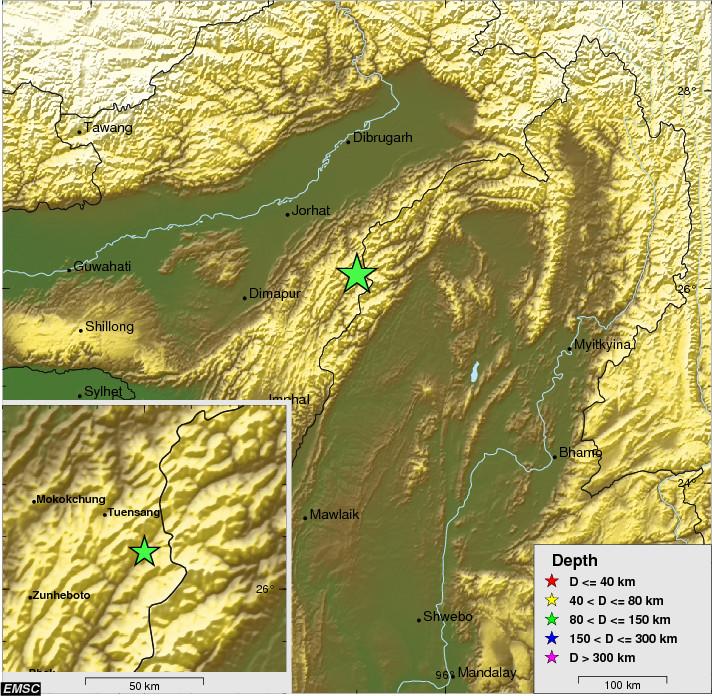 28°
Tawang
Dibrugarh
Jorhat
Guwahati
26°
Dimapur
Shillong
Myitkyina
Sylhet
Imphal
Bhamo
24°
Mokokchung
Tuensang
Mawlaik
26°
Zunheboto
Depth
D <= 40 km
40 < D <= 80 km
80 < D <= 150 km
150 < D <= 300 km
D > 300 km
Shwebo
96°
Mandalay
50 km
100 km
EMSC